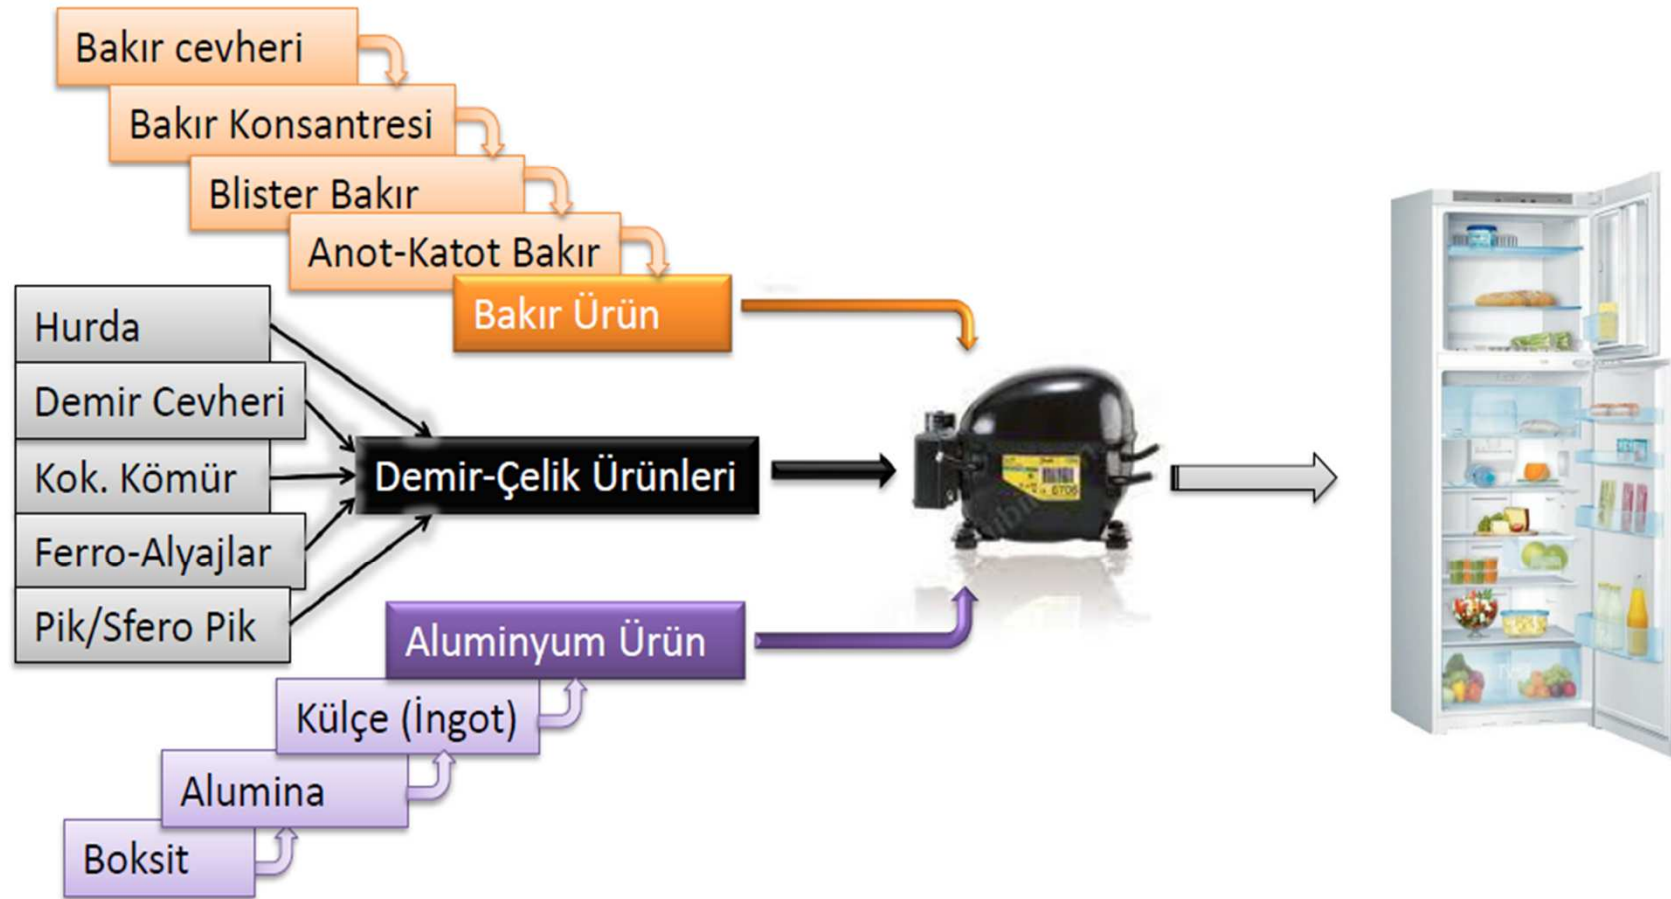 Bakır cevheri
Bakır Konsantresi
Blister Bakır
Anot-Katot Bakır
Bakır Ürün
Hurda
Demir Cevheri
Kok. Kömür
Ferro-Alyajlar
Pik/Sfero Pik
Demir-Çelik Ürünleri
6706
Aluminyum Ürün
Külçe (İngot)
Alumina
Boksit